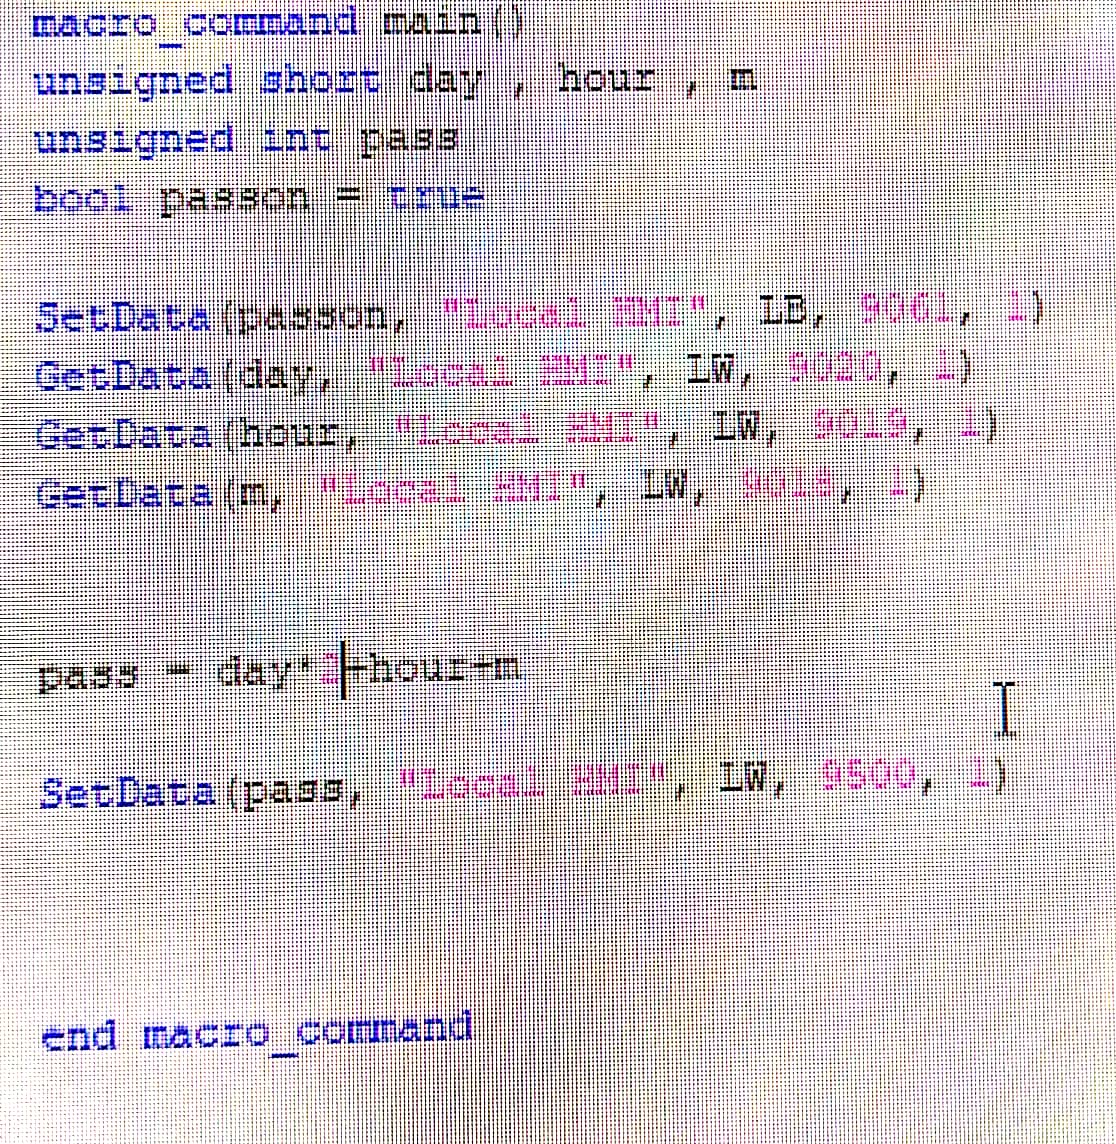 macro_command main()
unsigned short day , hour , m
unsigned int pass
bool passon = true
SetData(passon, "Local HMI", LB, 9061, 1)
GetData(day, "Local HMI", LW, 9020, 1)
GetData(hour, "Local HMI", LW, 9019, 1)
GetData(m, "Local HMI", LW, 9018, 1)
pass = day* +hour+m
SetData(pass, "Local HMI", LW, 9500, 1)
end macro_command